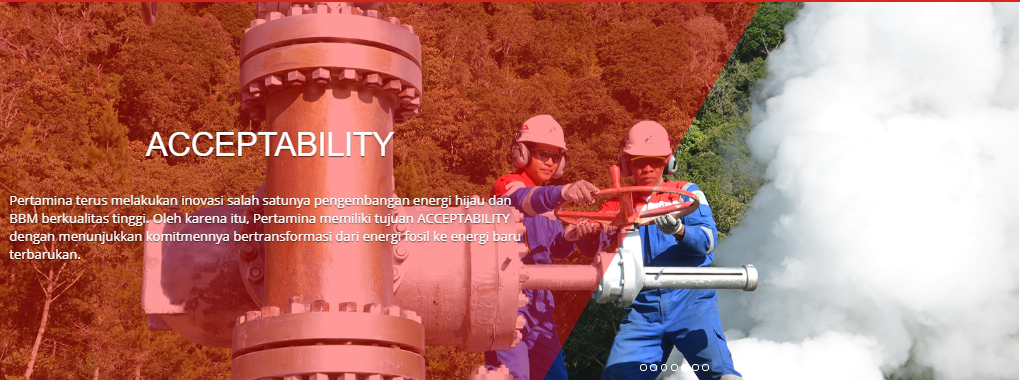 ACCEPTABILITY
Pertamina terus melakukan inovasi salah satunya pengembangan energi hijau dan
BBM berkualitas tinggi. Oleh karena itu, Pertamina memiliki tujuan ACCEPTABILITY
dengan menunjukkan komitmennya bertransformasi dari energi fosil ke energi baru
terbarukan.